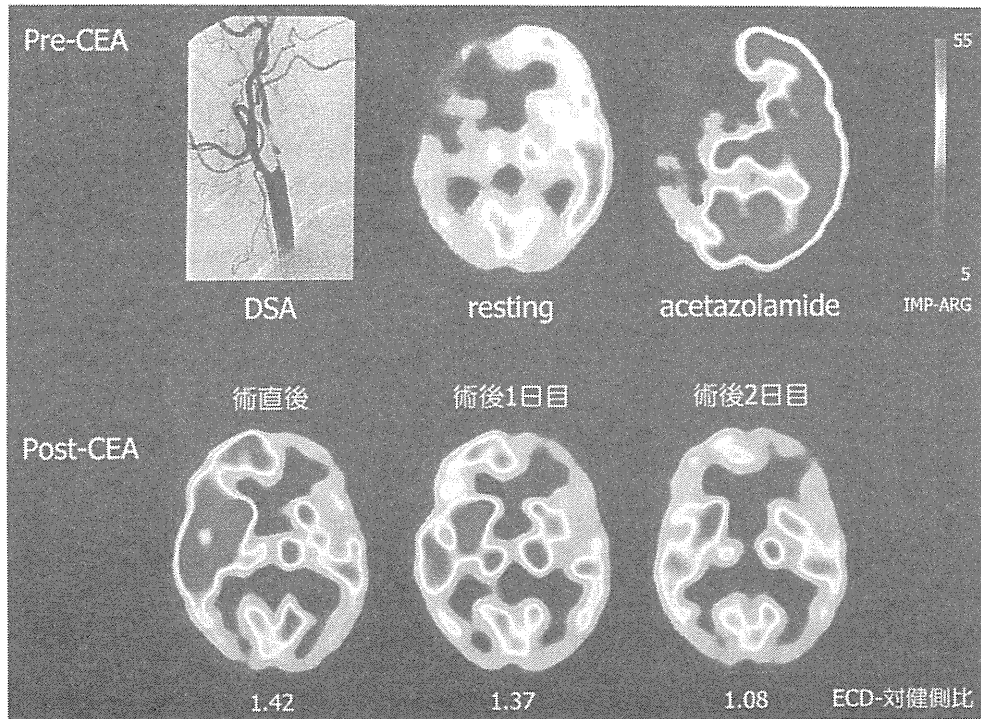 Pre-CEA
55
5
DSA
resting
acetazolamide
IMP-ARG
術直後
術後1日目
術後2日目
Post-CEA
1.42
1.37
1.08
ECD-対健側比